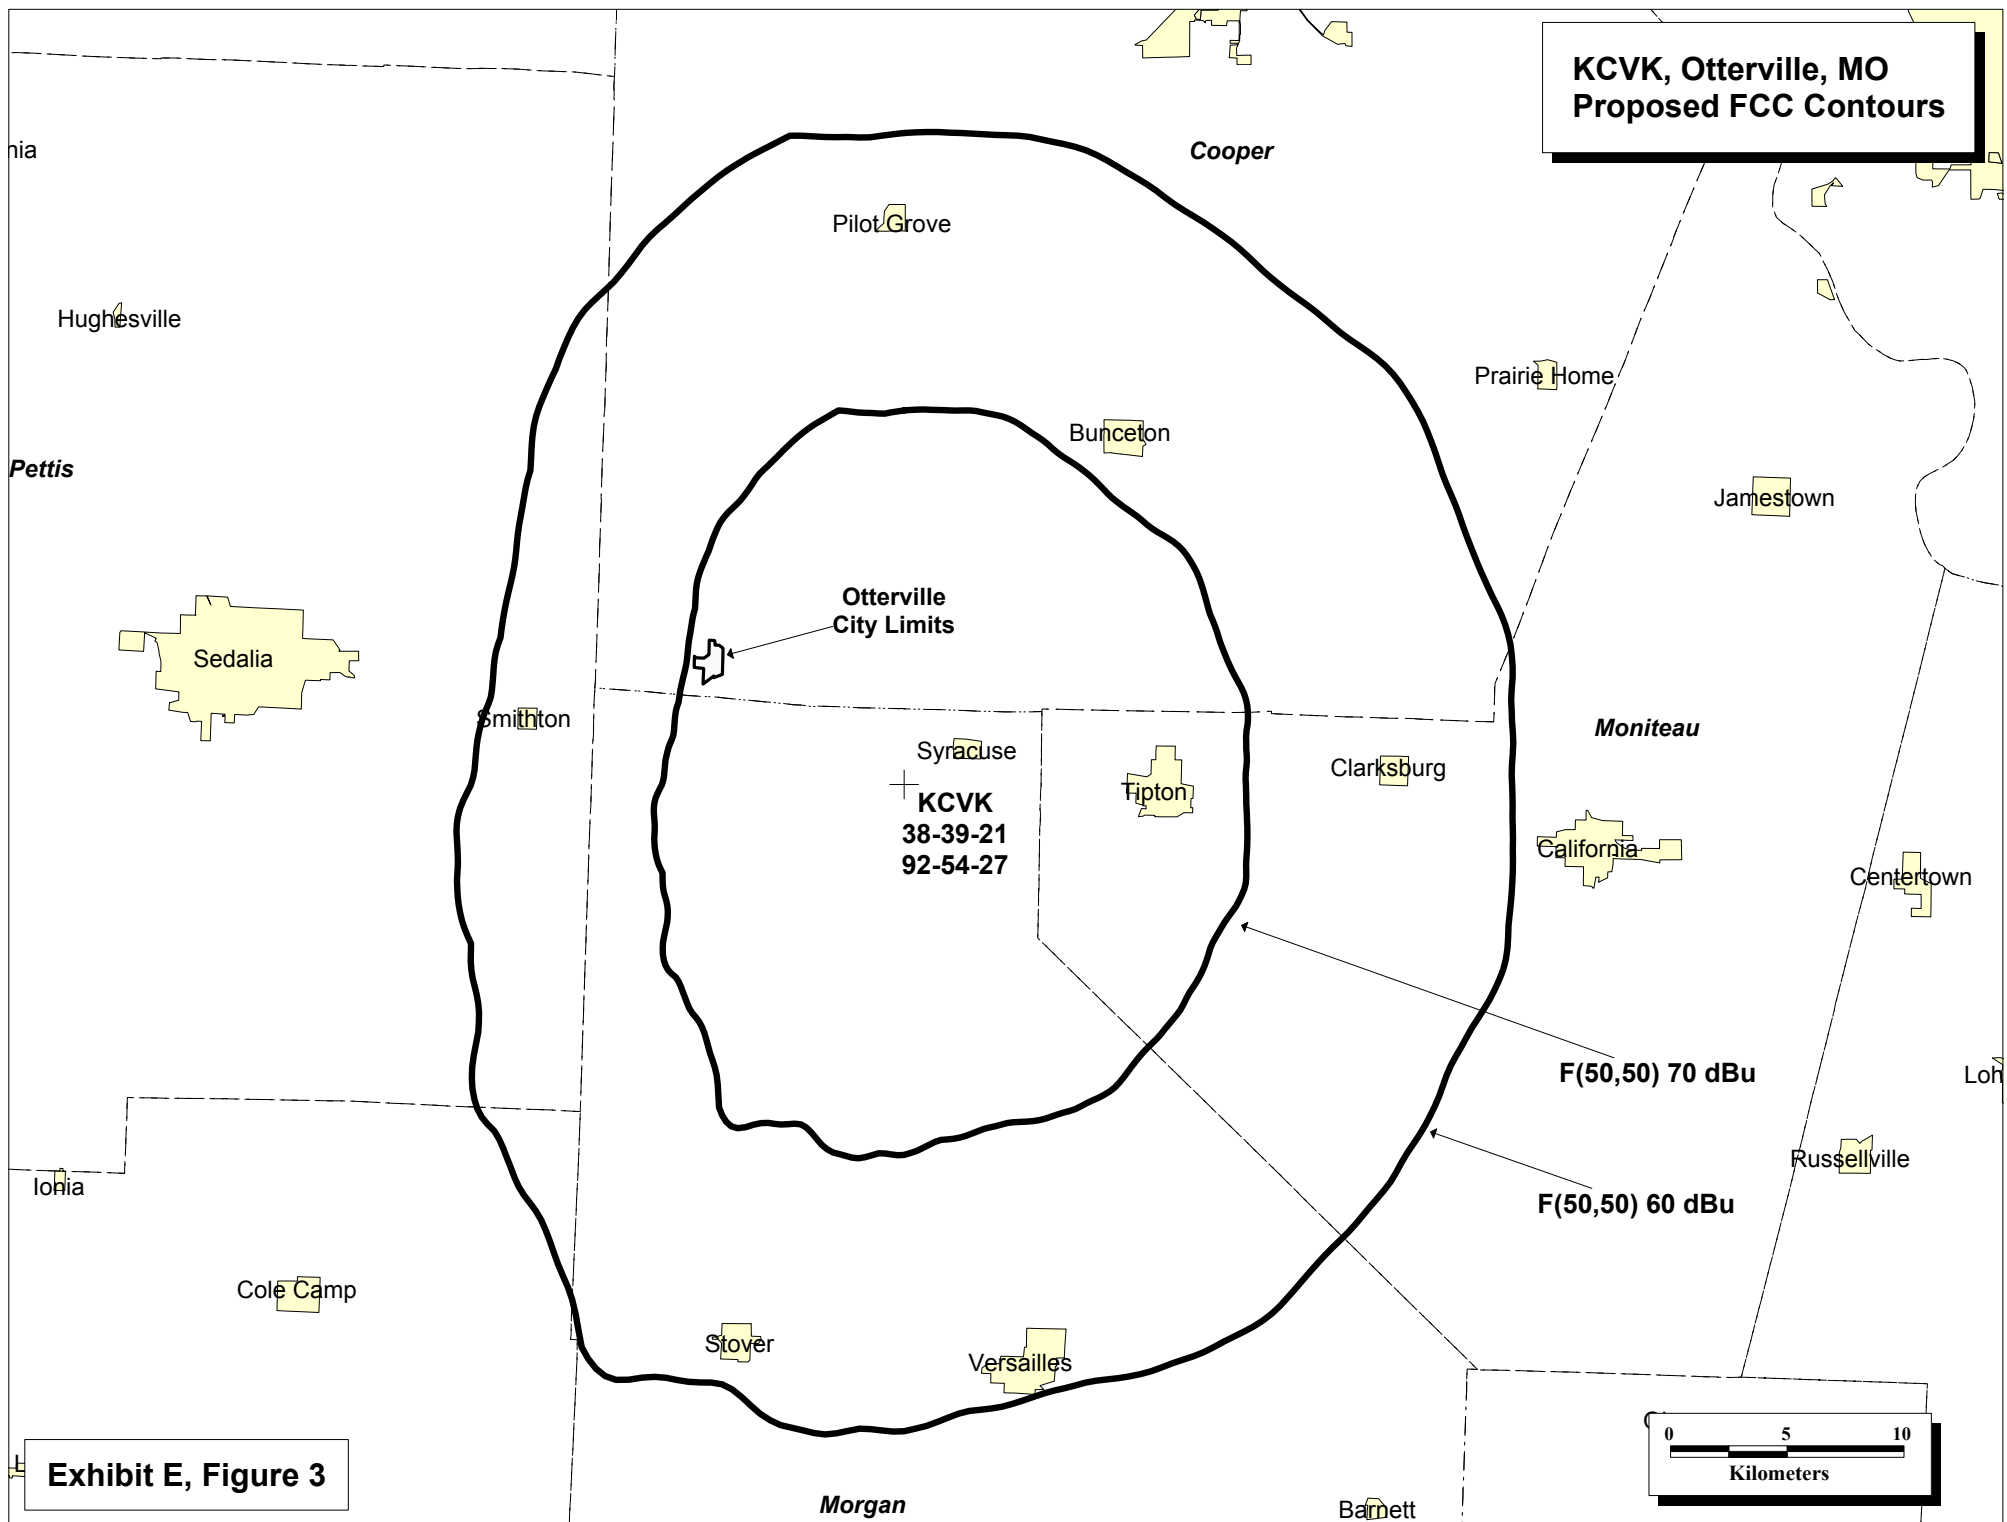 KCVK, Otterville, MO
Proposed FCC Contours
Cooper
nia
Pilot Grove
Hughesville
Prairie Home
Bunceton
Pettis
Jamestown
Otterville
City Limits
Sedalia
Smithton
Moniteau
Syracuse
Clarksburg
Tipton
KCVK
38-39-21
92-54-27
California
Centertown
F(50,50) 70 dBu
Loh
Russellville
Ionia
F(50,50) 60 dBu
Cole Camp
Stover
Versailles
0 5 10
Kilometers
Exhibit E, Figure 3
Morgan
Barnett